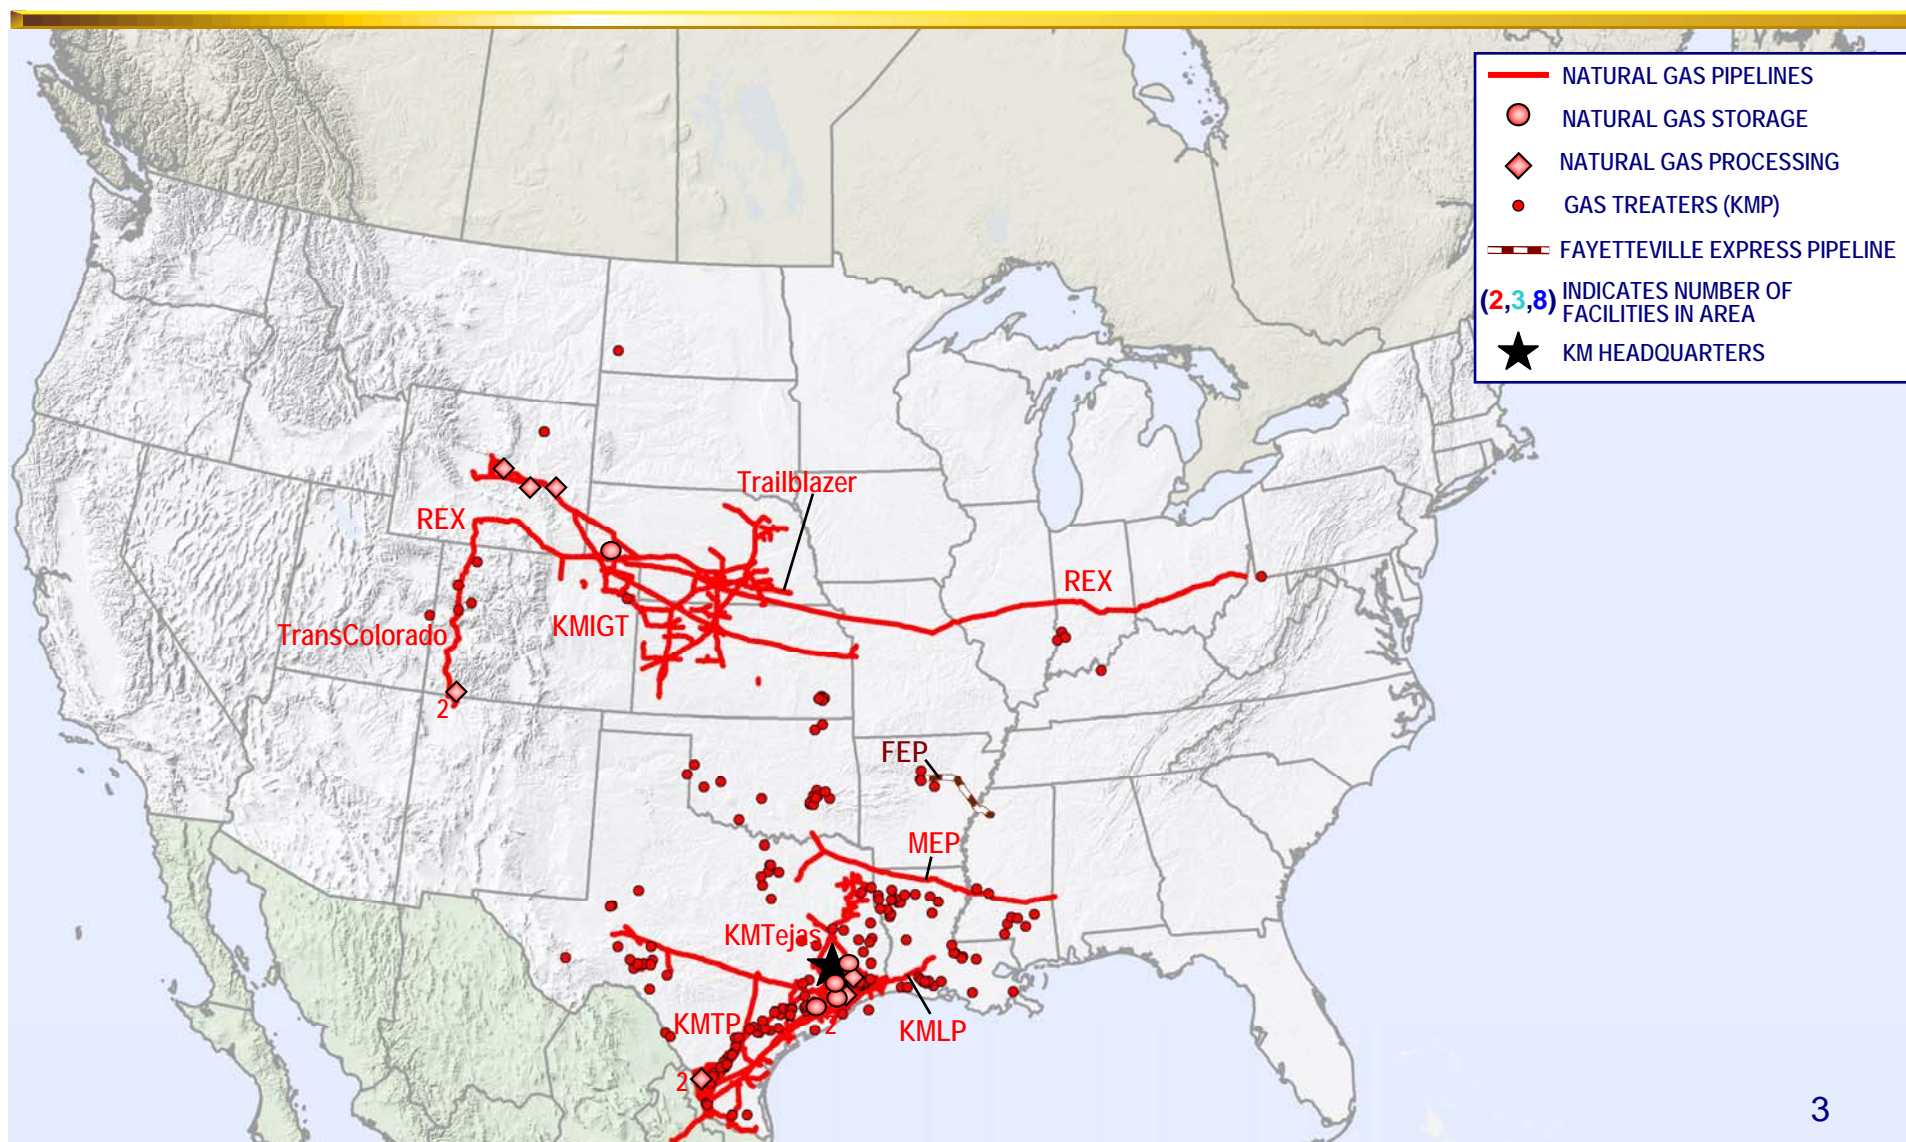 NATURAL GAS PIPELINES
NATURAL GAS STORAGE
NATURAL GAS PROCESSING
GAS TREATERS (KMP)
FAYETTEVILLE EXPRESS PIPELINE
(2,3,8) INDICATES NUMBER OF
FACILITIES IN AREA
KM HEADQUARTERS
Trailblazer
REX
REX
KMIGT
TransColorado
2
FEP
MEP
KMTejas
KMTP
2
KMLP
2
3